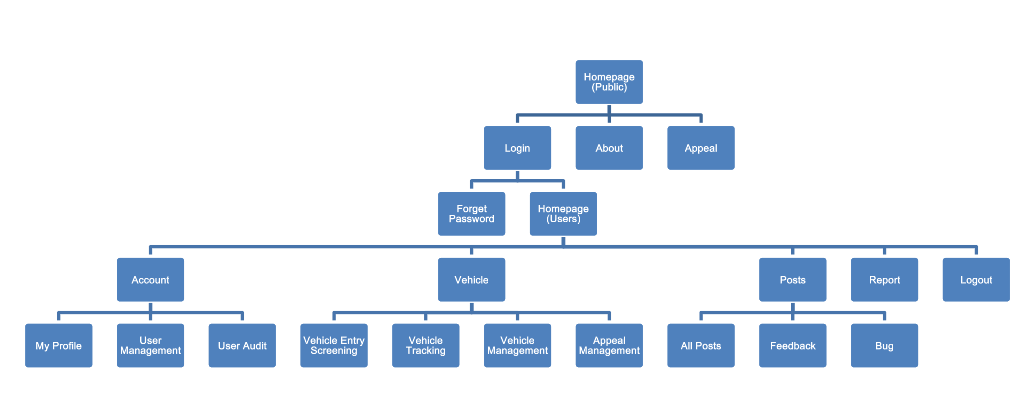 Homepage
(Public)
Login
About
Appeal
Forget
Password
Homepage
(Users)
Account
Vehicle
Posts
Report
Logout
My Profile
User
Management
User Audit
Vehicle Entry
Screening
Vehicle
Tracking
Vehicle
Management
Appeal
Management
All Posts
Feedback
Bug